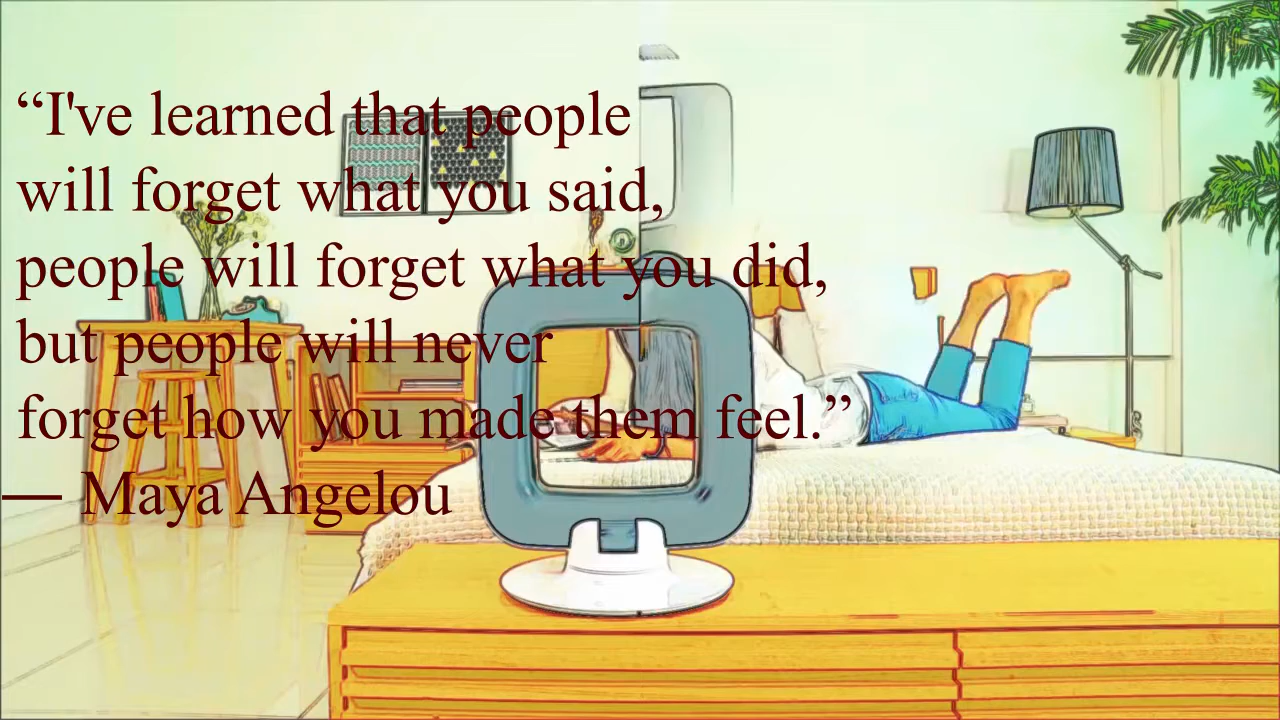 “I've learned that people
will forget what you said,
people will forget what you did,
but people will never
forget how you made them feel.”
― Maya Angelou